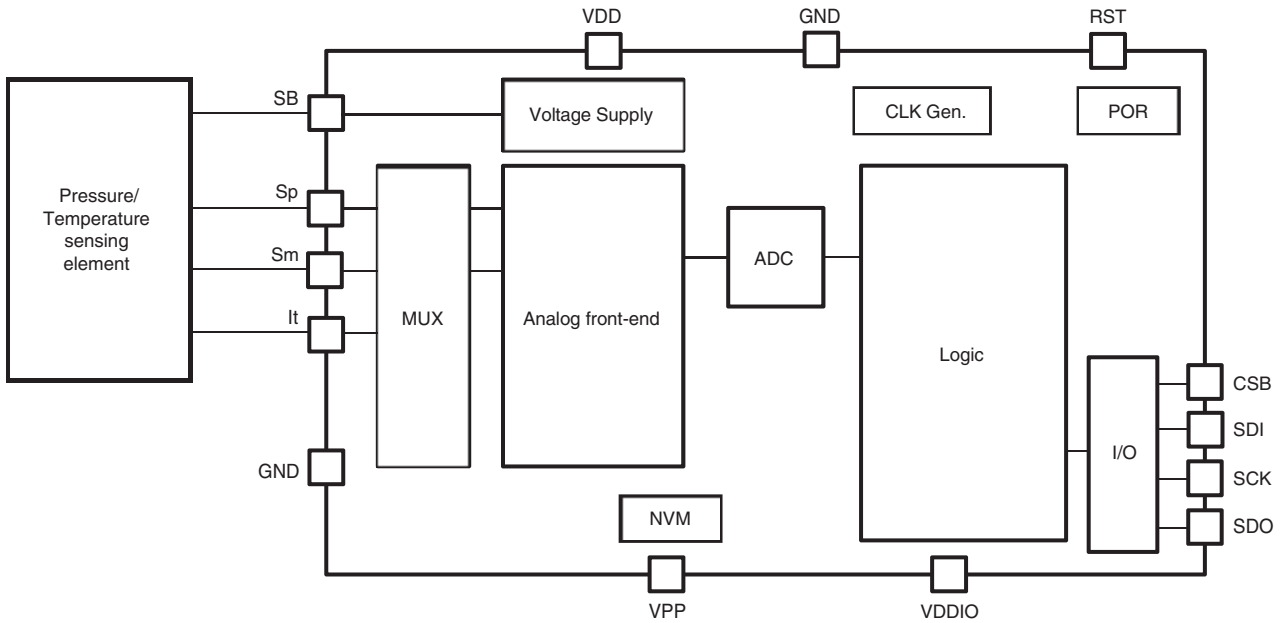 VDD
GND
RST
SB
Voltage Supply
CLK Gen.
POR
Pressure/
Temperature
sensing
element
Sp
Sm
It
MUX
Analog front-end
ADC
Logic
I/O
CSB
SDI
SCK
SDO
GND
NVM
VPP
VDDIO